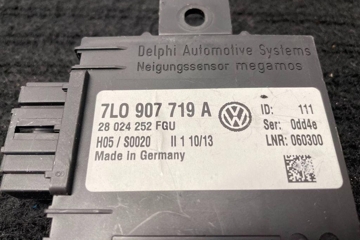 Delphi Automotive Systems
Neigungssensor megamos
7L0 907 719 A
28 024 252 FGU
H05 / S0020 II 1 10/13
Made in Germany
ID: 111
Ser: 0dd4e
LNR: 060300